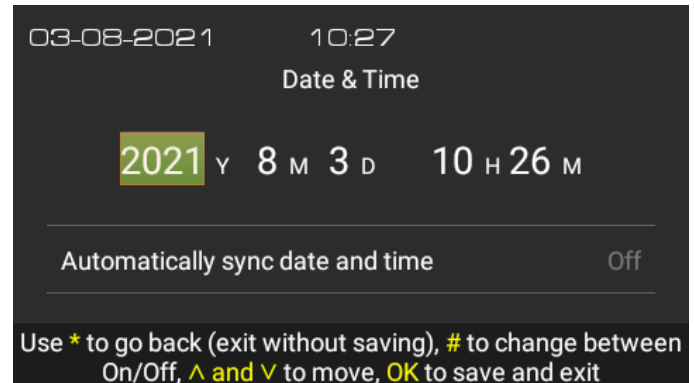 03-08-2021 10:27
Date & Time
2021 Y 8 M 3 D 10 H 26 M
Automatically sync date and time Off
Use * to go back (exit without saving), # to change between
On/Off, ∧ and ∨ to move, OK to save and exit